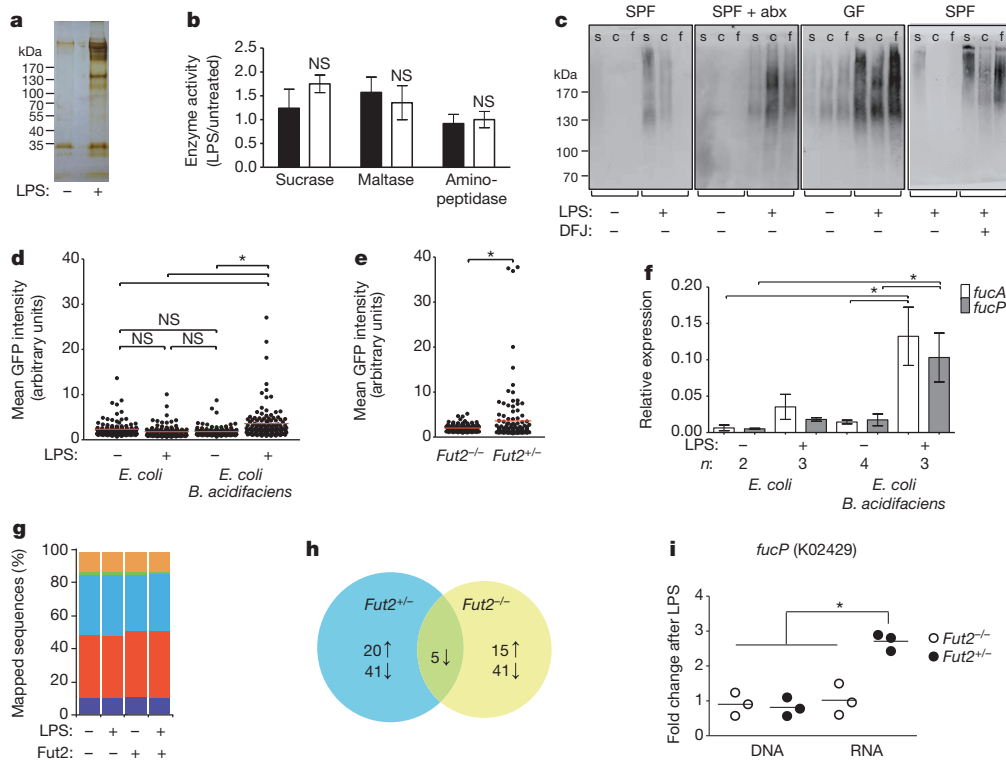 a
kDa
170
130
100
70
55
40
35
LPS: – +
b
Enzyme activity
(LPS/untreated)
2.5
2.0
1.5
1.0
0.5
0
NS
NS
NS
Sucrase Maltase Amino-
peptidase
c
SPF SPF + abx GF SPF
s c f s c f s c f s c f s c f s c f s c f s c f
kDa
170
130
100
70
LPS: – + – + – + + +
DFJ: – – – – – – – +
d
Mean GFP intensity
(arbitrary units)
40
30
20
10
0
*
NS
NS NS
LPS: – + – +
E. coli E. coli
B. acidifaciens
e
Mean GFP intensity
(arbitrary units)
40
30
20
10
0
*
Fut2–/– Fut2+/–
f
Relative expression
0.20
0.15
0.10
0.05
0.00
*
*
fucA
fucP
LPS: – + – +
n: 2 3 4 3
E. coli E. coli
B. acidifaciens
g
Mapped sequences (%)
100
80
60
40
20
0
LPS: – + – +
Fut2: – – + +
h
Fut2+/– Fut2–/–
20↑ 15↑
5↓
41↓ 41↓
i
fucP (K02429)
Fold change after LPS
4
3
2
1
0
*
Fut2–/–
Fut2+/–
DNA RNA